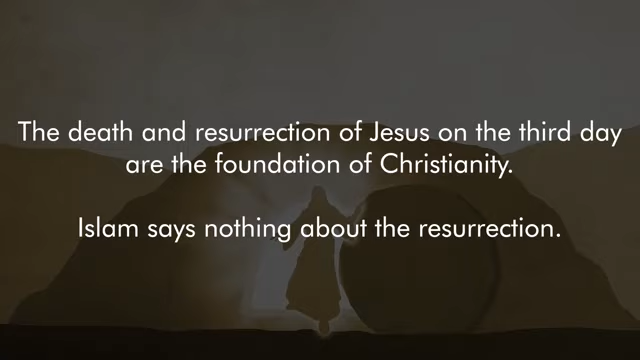 The death and resurrection of Jesus on the third day
are the foundation of Christianity.
Islam says nothing about the resurrection.